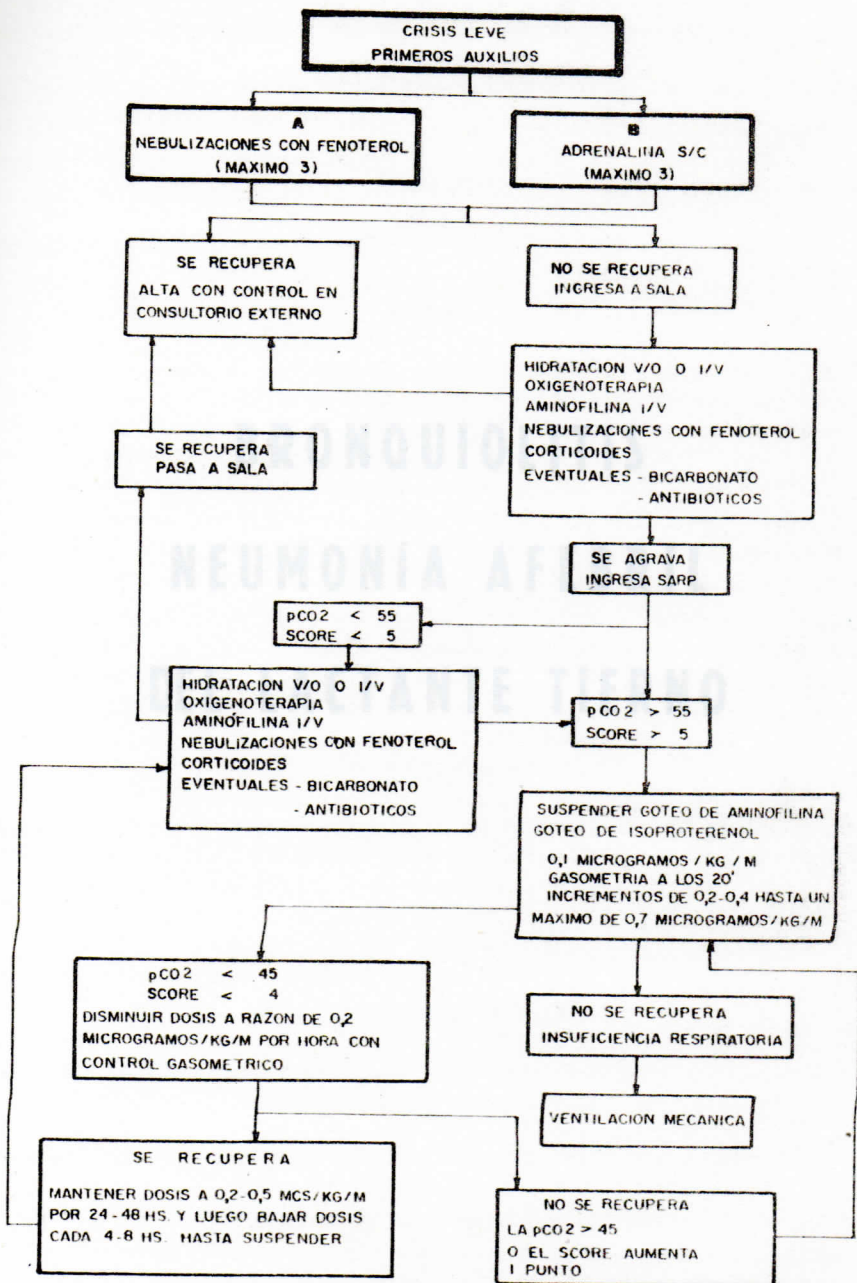 CRISIS LEVE
PRIMEROS AUXILIOS
A
NEBULIZACIONES CON FENOTEROL
(MAXIMO 3)
B
ADRENALINA S/C
(MAXIMO 3)
SE RECUPERA
ALTA CON CONTROL EN
CONSULTORIO EXTERNO
NO SE RECUPERA
INGRESA A SALA
HIDRATACION V/O O I/V
OXIGENOTERAPIA
AMINOFILINA I/V
NEBULIZACIONES CON FENOTEROL
CORTICOIDES
EVENTUALES - BICARBONATO
- ANTIBIOTICOS
SE RECUPERA
PASA A SALA
SE AGRAVA
INGRESA SARP
pCO2 < 55
SCORE < 5
HIDRATACION V/O O I/V
OXIGENOTERAPIA
AMINOFILINA I/V
NEBULIZACIONES CON FENOTEROL
CORTICOIDES
EVENTUALES - BICARBONATO
- ANTIBIOTICOS
pCO2 > 55
SCORE > 5
SUSPENDER GOTEO DE AMINOFILINA
GOTEO DE ISOPROTERENOL
0,1 MICROGRAMOS / KG / M
GASOMETRIA A LOS 20'
INCREMENTOS DE 0,2-0,4 HASTA UN
MAXIMO DE 0,7 MICROGRAMOS/KG/M
pCO2 < 45
SCORE < 4
DISMINUIR DOSIS A RAZON DE 0,2
MICROGRAMOS/KG/M POR HORA CON
CONTROL GASOMETRICO
NO SE RECUPERA
INSUFICIENCIA RESPIRATORIA
VENTILACION MECANICA
SE RECUPERA
MANTENER DOSIS A 0,2-0,5 MCS/KG/M
POR 24-48 HS. Y LUEGO BAJAR DOSIS
CADA 4-8 HS. HASTA SUSPENDER
NO SE RECUPERA
LA pCO2 > 45
O EL SCORE AUMENTA
1 PUNTO
BRONQUIOLITIS
NEUMONÍA
LACTANTE TIERNO